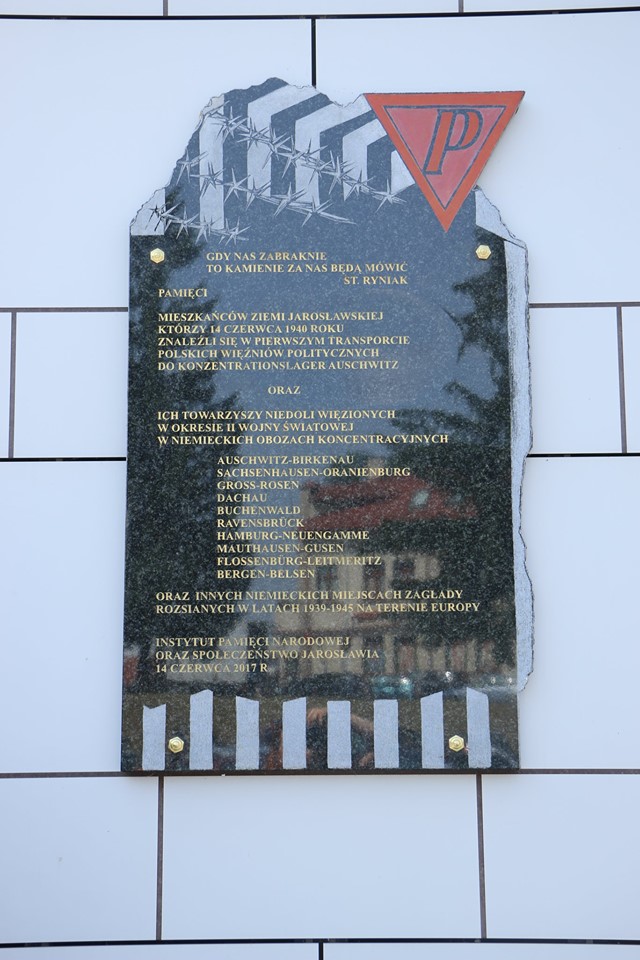 P
GDY NAS ZABRAKNIE
TO KAMIENIE ZA NAS BĘDĄ MÓWIĆ
ST. RYNIAK
PAMIĘCI
MIESZKAŃCÓW ZIEMI JAROSŁAWSKIEJ
KTÓRZY 14 CZERWCA 1940 ROKU
ZNALEŹLI SIĘ W PIERWSZYM TRANSPORCIE
POLSKICH WIĘŹNIÓW POLITYCZNYCH
DO KONZENTRATIONSLAGER AUSCHWITZ
ORAZ
ICH TOWARZYSZY NIEDOLI WIĘZIONYCH
W OKRESIE II WOJNY ŚWIATOWEJ
W NIEMIECKICH OBOZACH KONCENTRACYJNYCH
AUSCHWITZ-BIRKENAU
SACHSENHAUSEN-ORANIENBURG
GROSS-ROSEN
DACHAU
BUCHENWALD
RAVENSBRÜCK
HAMBURG-NEUENGAMME
MAUTHAUSEN-GUSEN
FLOSSENBÜRG-LEITMERITZ
BERGEN-BELSEN
ORAZ INNYCH NIEMIECKICH MIEJSCACH ZAGŁADY
ROZSIANYCH W LATACH 1939-1945 NA TERENIE EUROPY
INSTYTUT PAMIĘCI NARODOWEJ
ORAZ SPOŁECZEŃSTWO JAROSŁAWIA
14 CZERWCA 2017 R